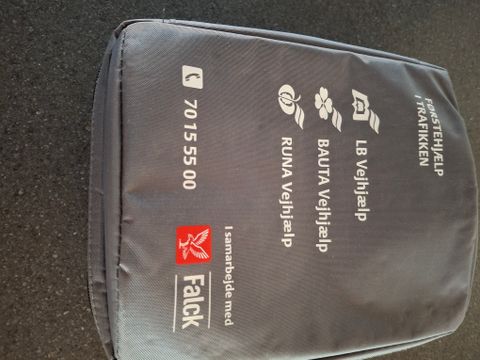 FØRSTEHJÆLP
I TRAFIKKEN
LB Vejhjælp
BAUTA Vejhjælp
RUNA Vejhjælp
70 15 55 00
I samarbejde med
Falck